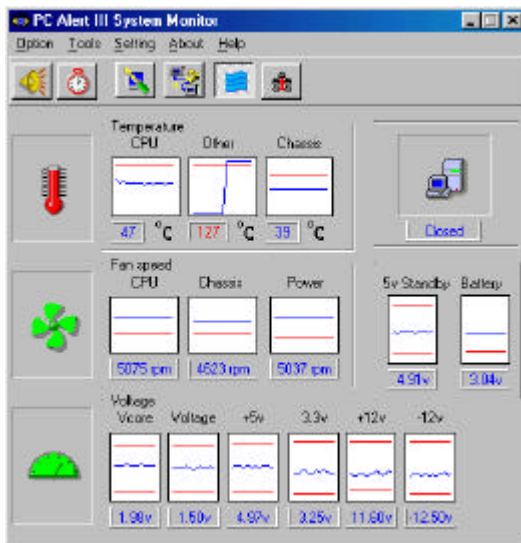 PC Alert III System Monitor
Option Tools Setting About Help
Temperature
CPU Other Chassis
47 °C 127 °C 39 °C
Closed
Fan speed
CPU Chassis Power
5075 rpm 4623 rpm 5037 rpm
5v Standby Battery
4.91v 3.04v
Voltage
Vcore Voltage +5v 3.3v +12v -12v
1.98v 1.50v 4.97v 3.25v 11.80v -12.50v